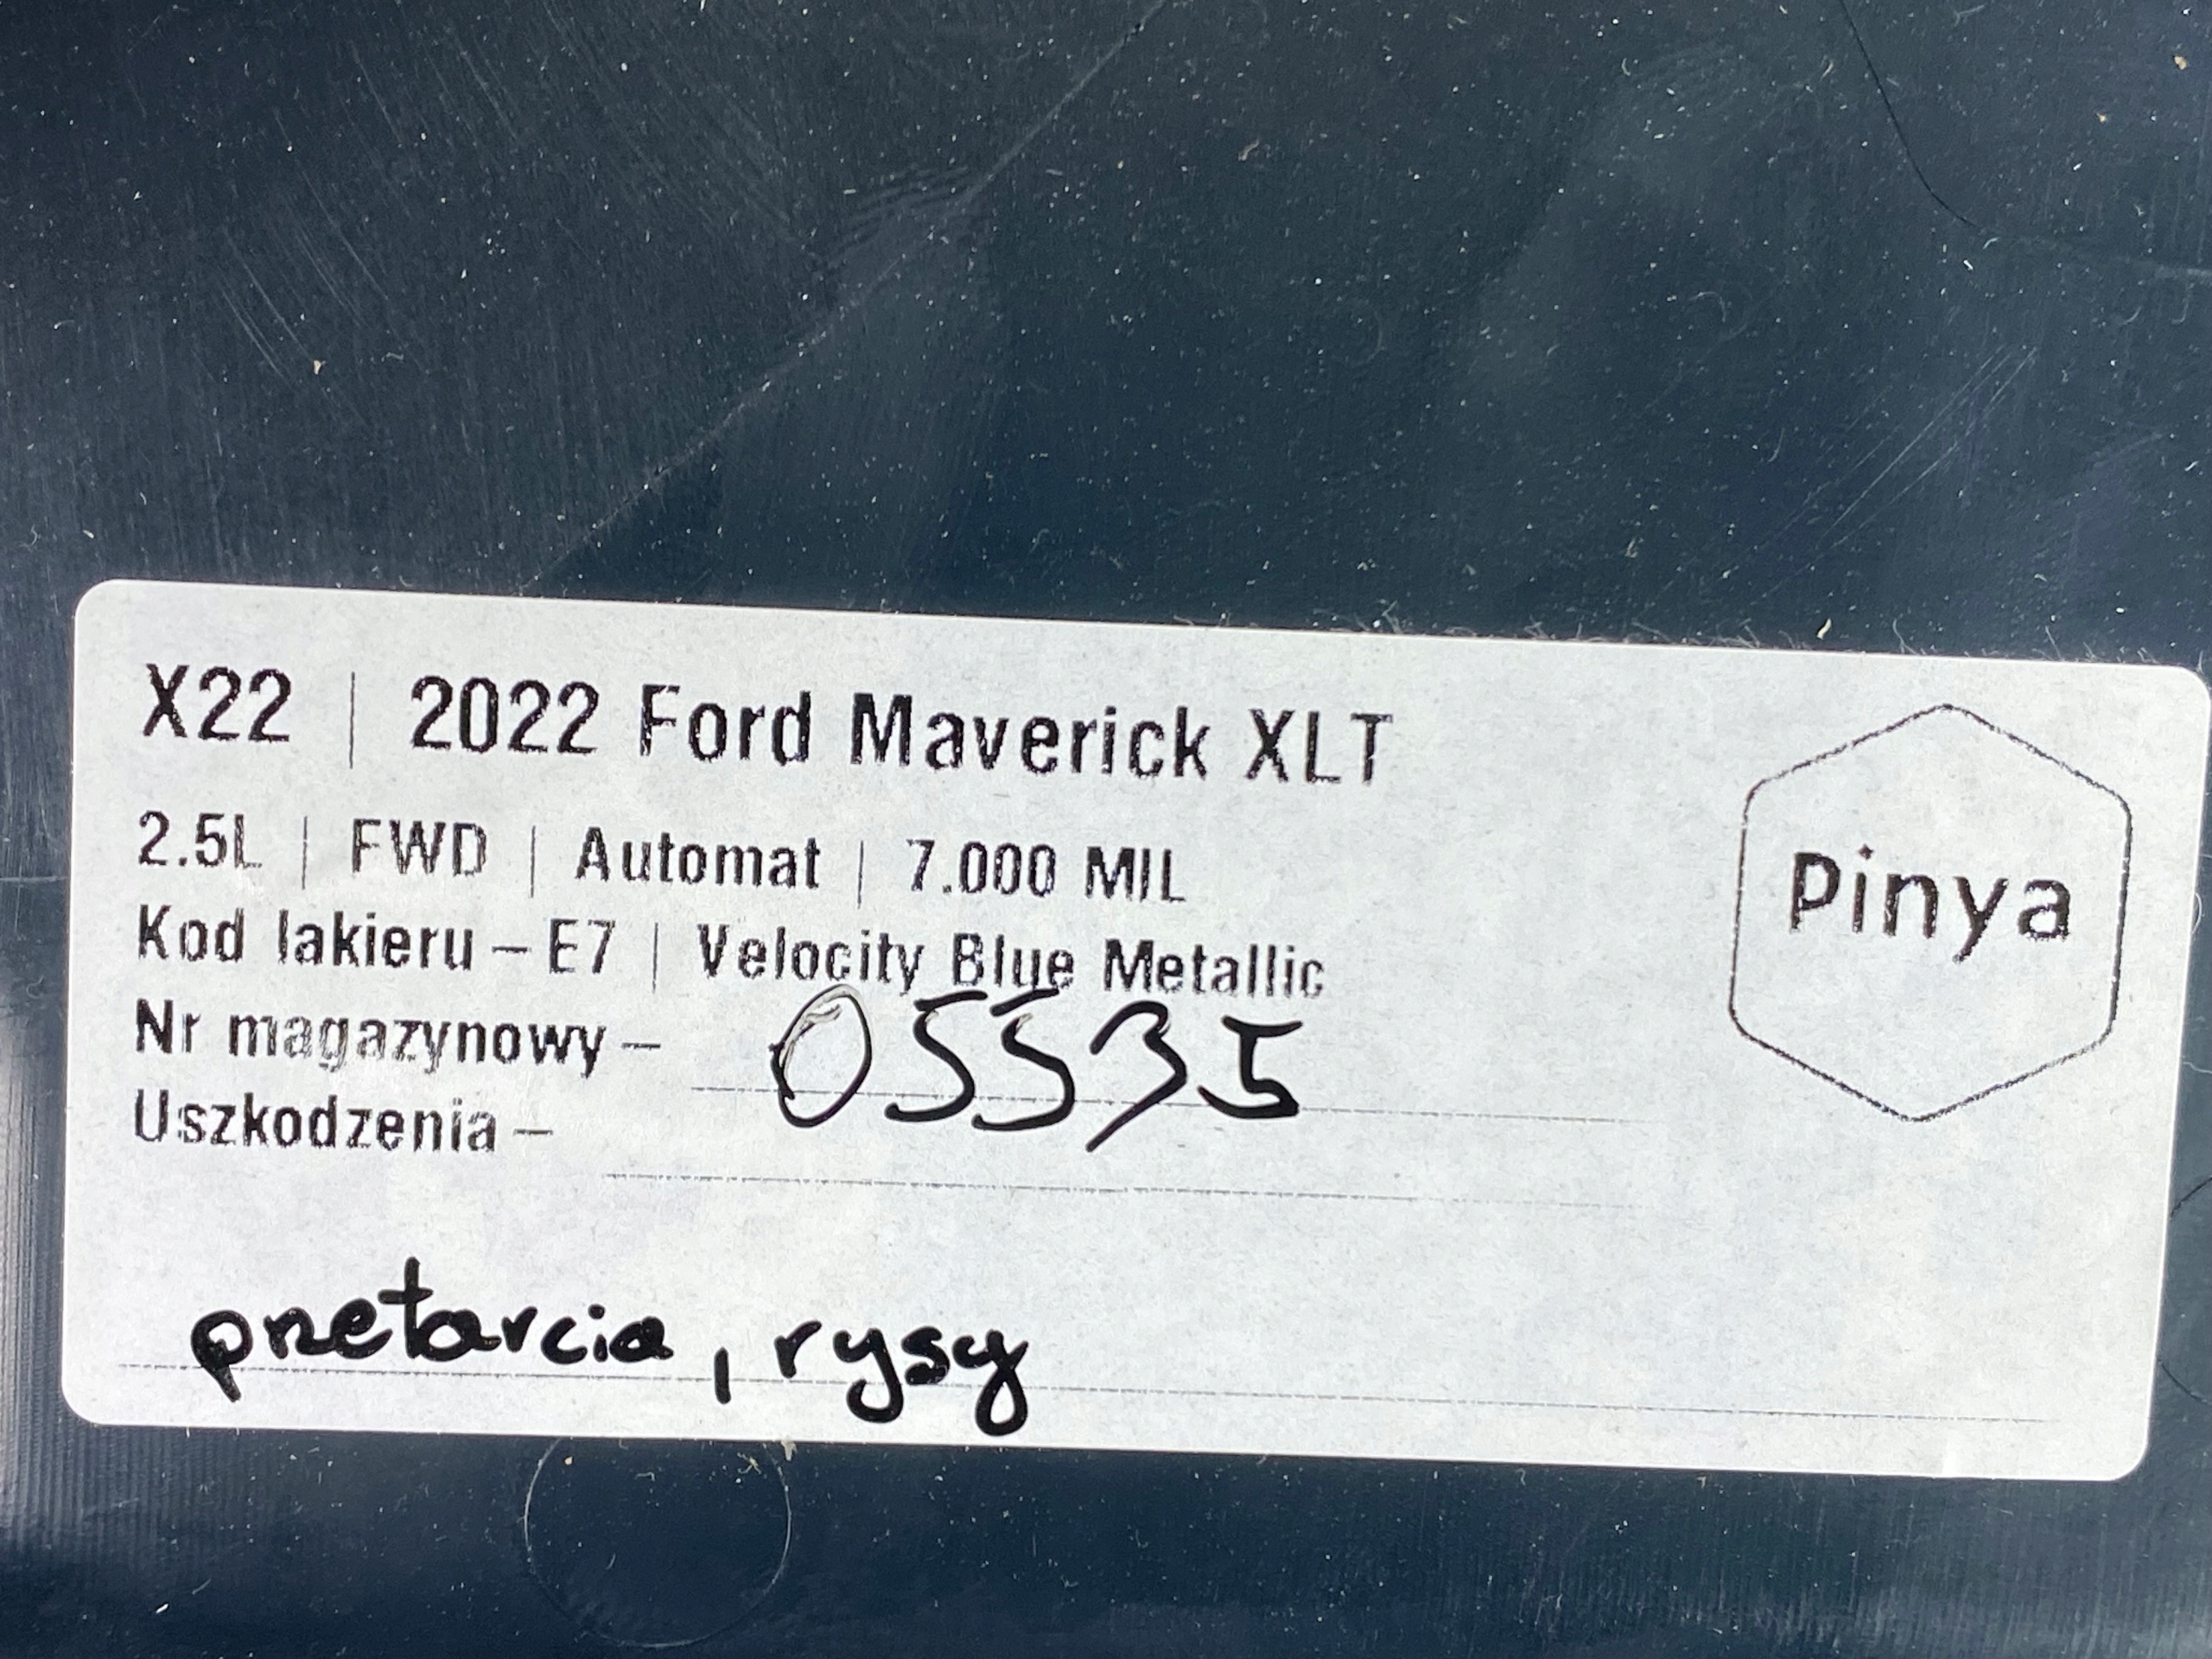 X22 | 2022 Ford Maverick XLT
2.5L | FWD | Automat | 7.000 MIL
Kod lakieru – E7 | Velocity Blue Metallic
Nr magazynowy – 05535
Uszkodzenia –
przetarcia, rysy
Pinya